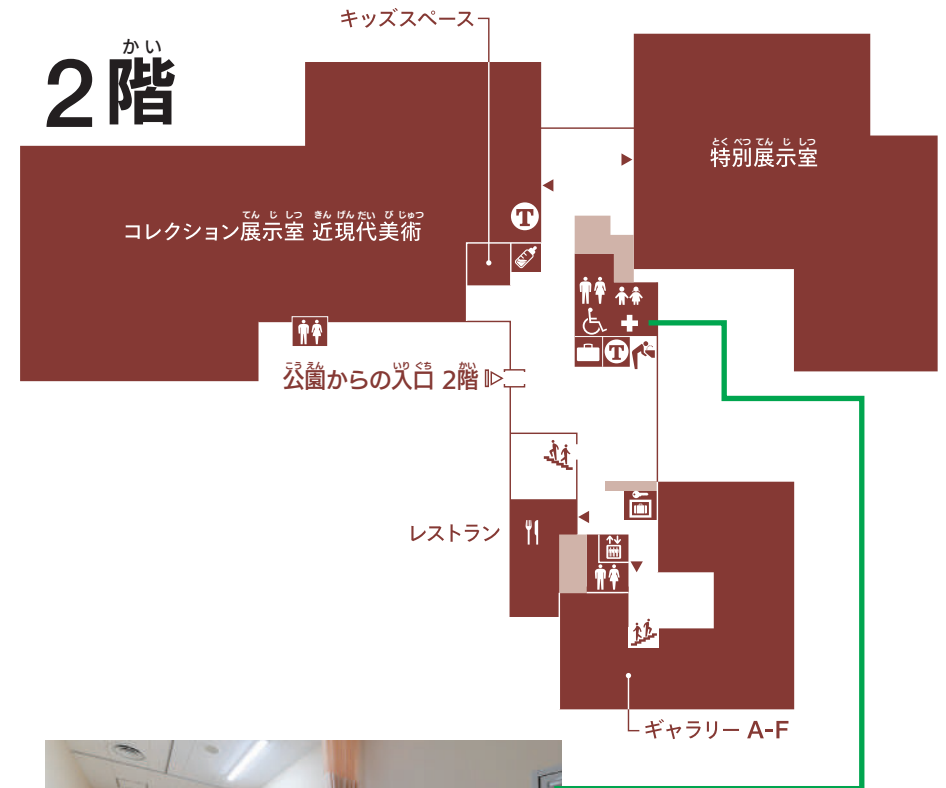 キッズスペース
かい
2階
とくべつてんじしつ
特別展示室
てんじしつ きんげんだいびじゅつ
コレクション展示室 近現代美術
T
T
こうえん いりぐち かい
公園からの入口 2階
レストラン
ギャラリー A-F